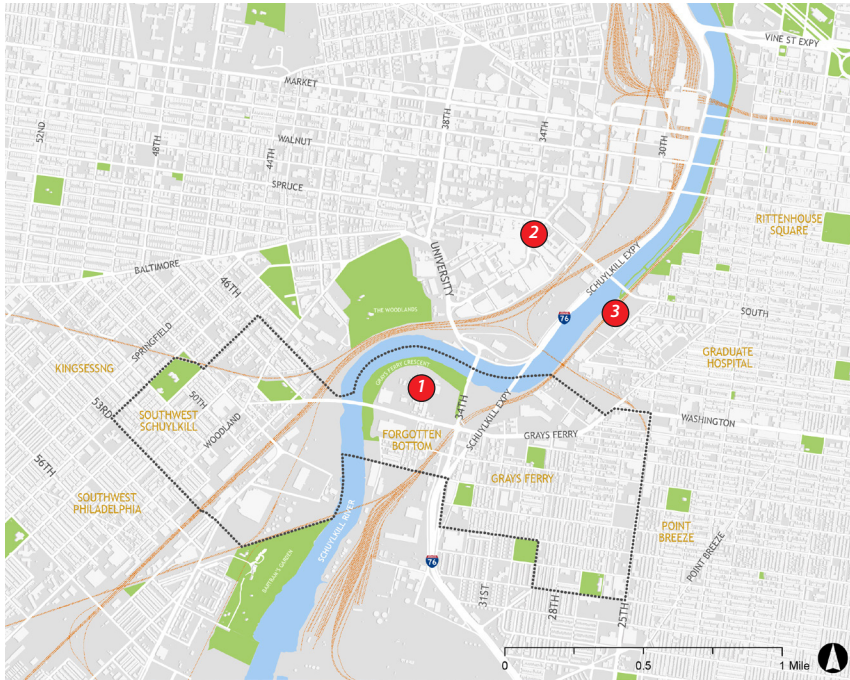 VINE ST EXPY
MARKET
38TH
34TH
30TH
52ND
48TH
WALNUT
44TH
SPRUCE
RITTENHOUSE
SQUARE
2
UNIVERSITY
BALTIMORE
46TH
SCHUYLKILL EXPY
THE WOODLANDS
76
3
SOUTH
SPRINGFIELD
GRADUATE
HOSPITAL
KINGSESSNG
GRAYS FERRY CRESCENT
1
50TH
53RD
SOUTHWEST
SCHUYLKILL
WOODLAND
34TH
SCHUYLKILL EXPY
WASHINGTON
FORGOTTEN
BOTTOM
GRAYS FERRY
56TH
GRAYS FERRY
SOUTHWEST
PHILADELPHIA
SCHUYLKILL RIVER
POINT
BREEZE
POINT BREEZE
BARTRAM'S GARDEN
76
31ST
28TH
25TH
0
0.5
1 Mile